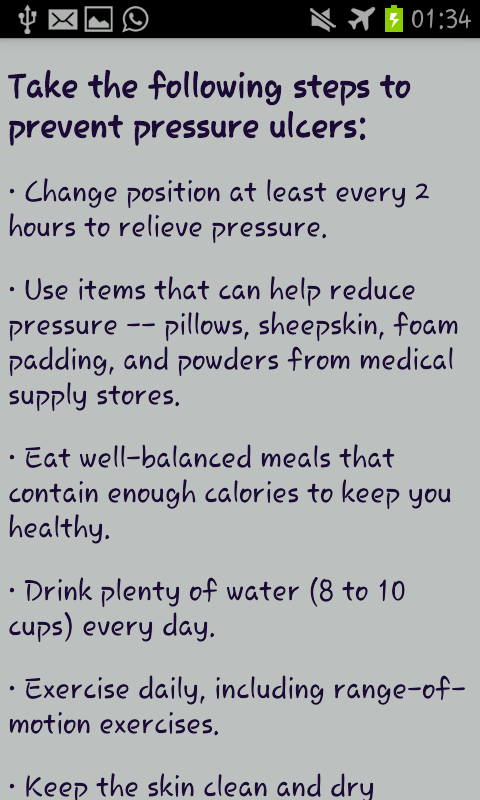 01:34
Take the following steps to
prevent pressure ulcers:
· Change position at least every 2
hours to relieve pressure.
· Use items that can help reduce
pressure -- pillows, sheepskin, foam
padding, and powders from medical
supply stores.
· Eat well-balanced meals that
contain enough calories to keep you
healthy.
· Drink plenty of water (8 to 10
cups) every day.
· Exercise daily, including range-of-
motion exercises.
· Keep the skin clean and dry